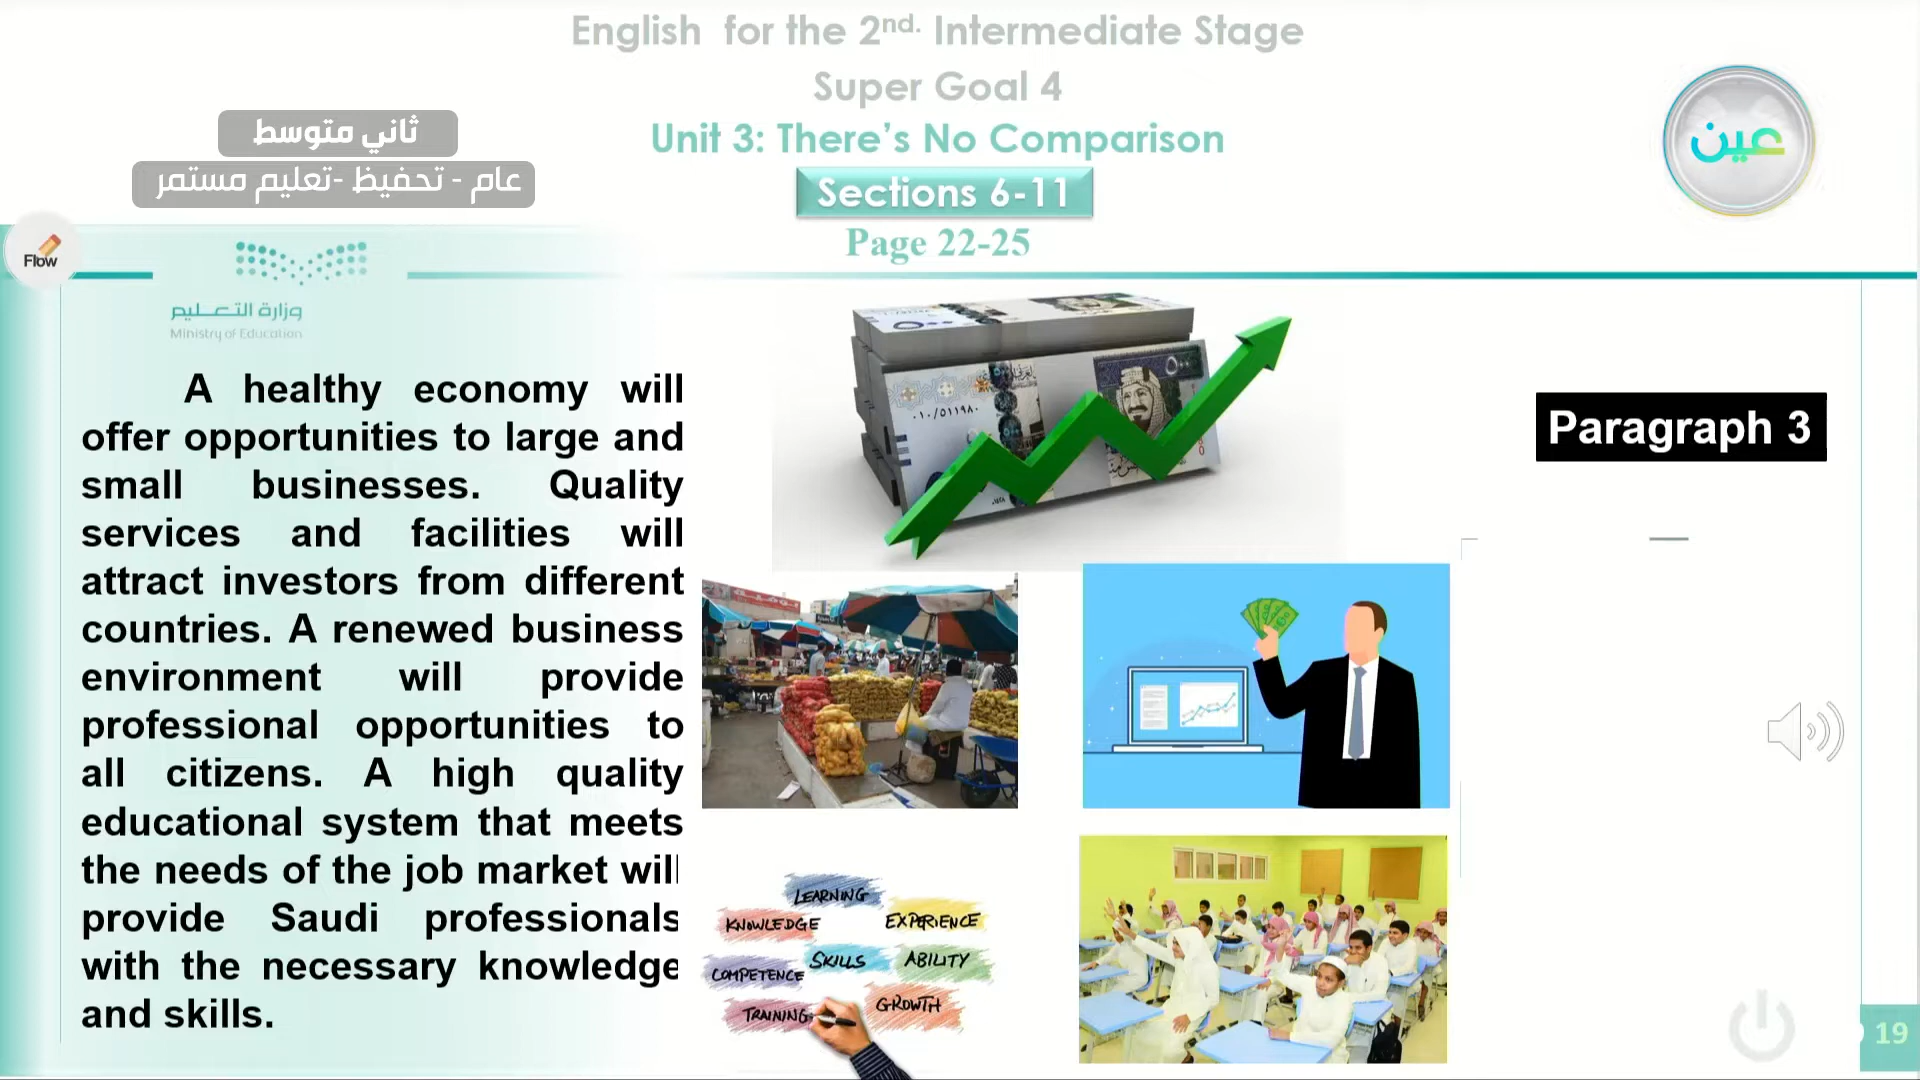 English for the 2nd. Intermediate Stage
Super Goal 4
Unit 3: There's No Comparison
Sections 6-11
Page 22-25
ثاني متوسط
عام - تحفيظ -تعليم مستمر
عين
Flow
وزارة التعليم
Ministry of Education
A healthy economy will
offer opportunities to large and
small businesses. Quality
services and facilities will
attract investors from different
countries. A renewed business
environment will provide
professional opportunities to
all citizens. A high quality
educational system that meets
the needs of the job market will
provide Saudi professionals
with the necessary knowledge
and skills.
Paragraph 3
LEARNING
KNOWLEDGE
EXPERIENCE
SKILLS
ABILITY
COMPETENCE
GROWTH
TRAINING
19